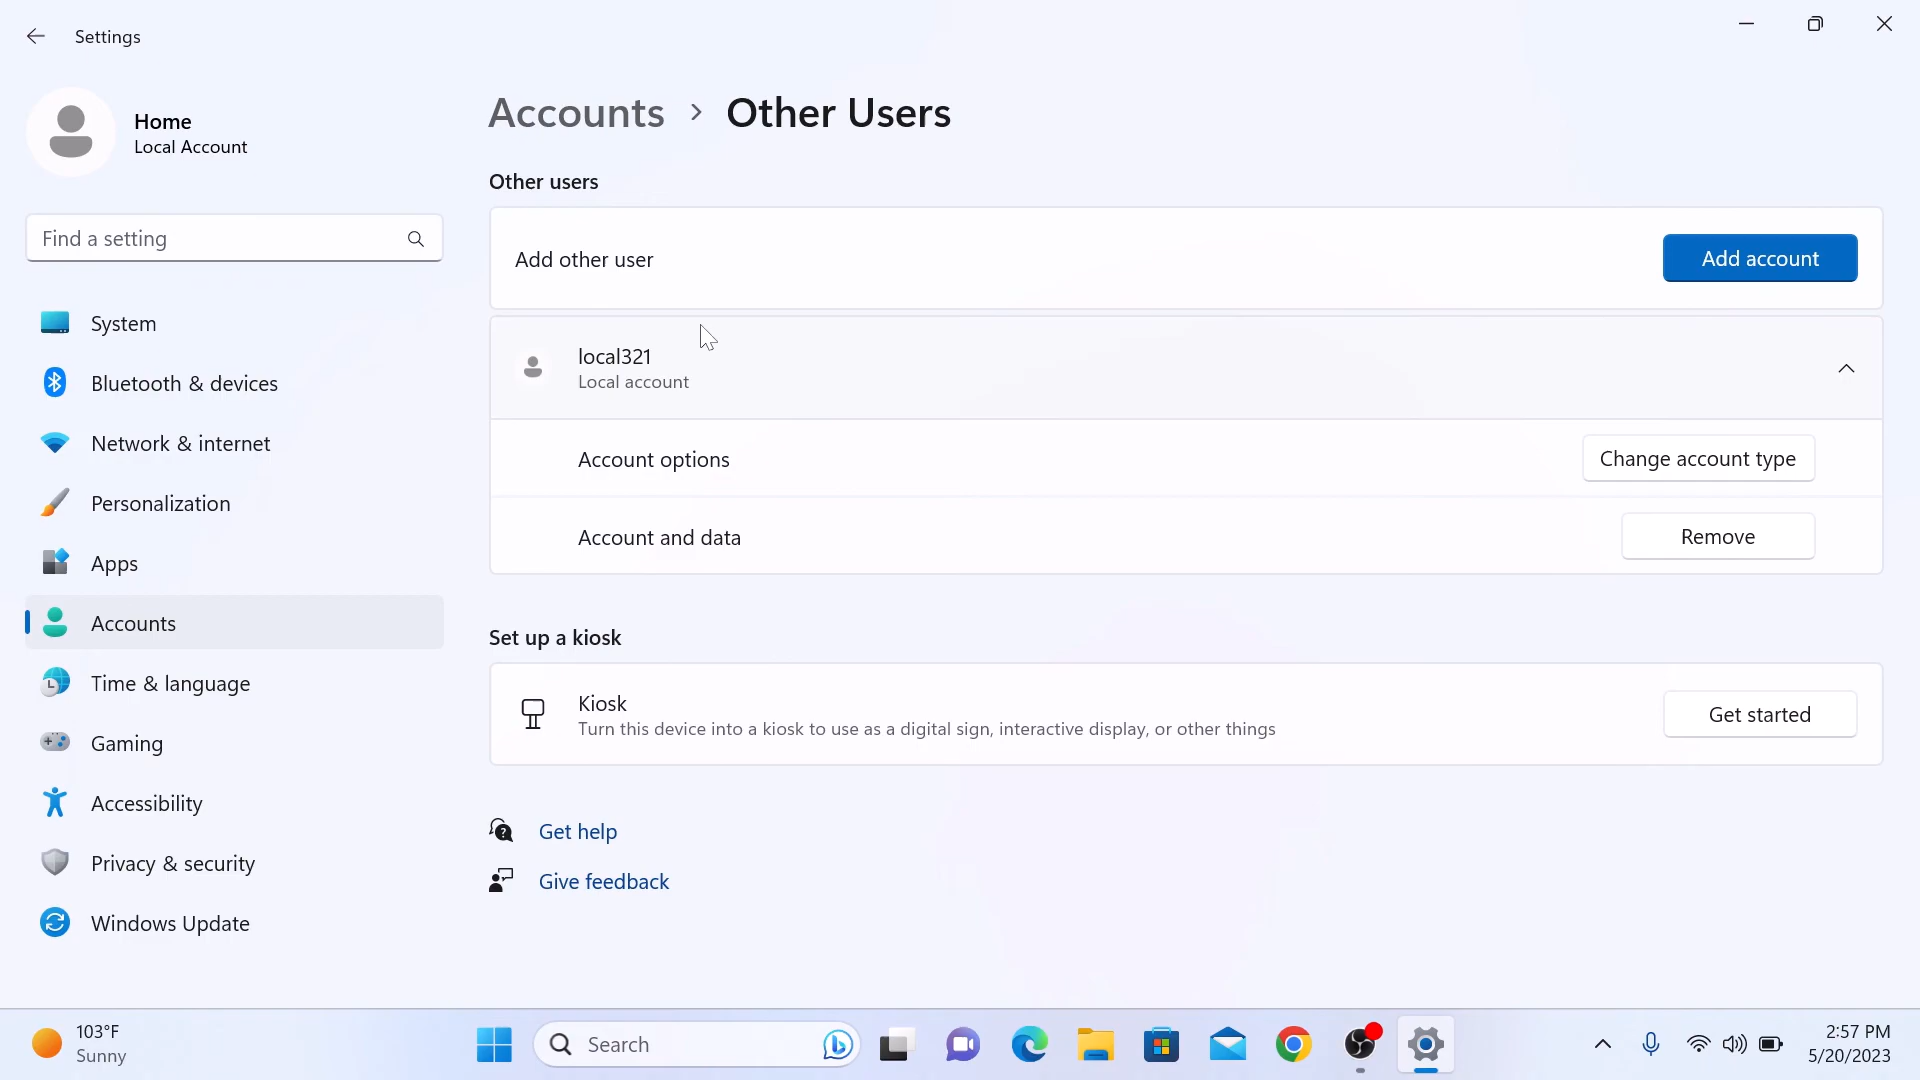 Settings
Home
Local Account
Find a setting
System
Bluetooth & devices
Network & internet
Personalization
Apps
Accounts
Time & language
Gaming
Accessibility
Privacy & security
Windows Update
Accounts > Other Users
Other users
Add other user
Add account
local321
Local account
Account options
Change account type
Account and data
Remove
Set up a kiosk
Kiosk
Turn this device into a kiosk to use as a digital sign, interactive display, or other things
Get started
Get help
Give feedback
103°F
Sunny
Search
2:57 PM
5/20/2023